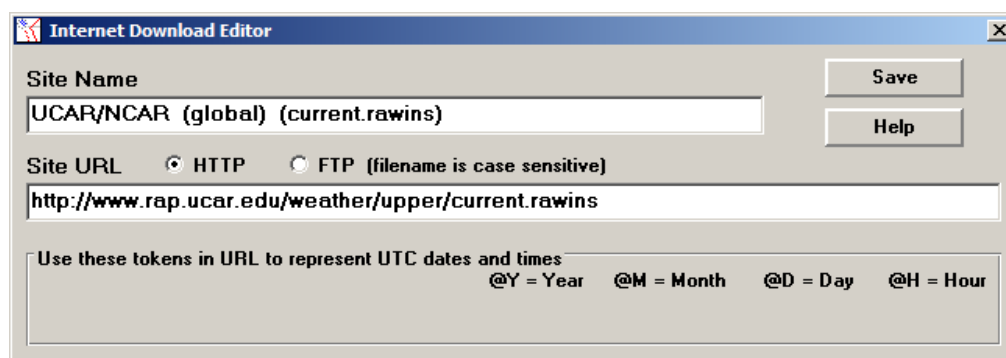 Internet Download Editor
Site Name
Save
UCAR/NCAR (global) (current.rawins)
Help
Site URL HTTP FTP (filename is case sensitive)
http://www.rap.ucar.edu/weather/upper/current.rawins
Use these tokens in URL to represent UTC dates and times
@Y = Year @M = Month @D = Day @H = Hour